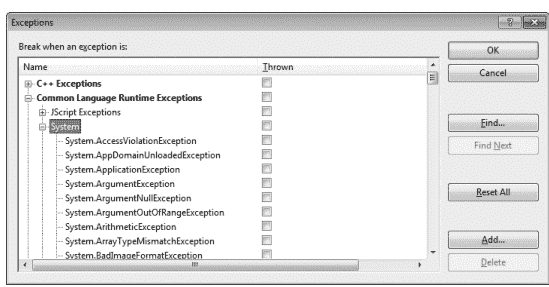 Exceptions
Break when an exception is:
Name Thrown
C++ Exceptions
Common Language Runtime Exceptions
JScript Exceptions
System
System.AccessViolationException
System.AppDomainUnloadedException
System.ApplicationException
System.ArgumentException
System.ArgumentNullException
System.ArgumentOutOfRangeException
System.ArithmeticException
System.ArrayTypeMismatchException
System.BadImageFormatException
OK
Cancel
Find...
Find Next
Reset All
Add...
Delete